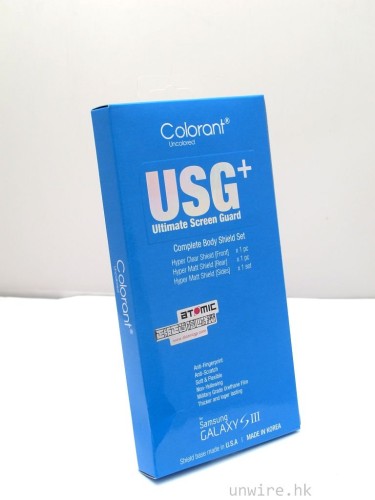 Colorant®
Uncolored
USG+
Ultimate Screen Guard
Complete Body Shield Set
Hyper Clear Shield [Front] x 1 pc
Hyper Matt Shield [Rear] x 1 pc
Hyper Matt Shield [Sides] x 1 set
Colorant®
ATOMIC
Anti-Fingerprint
Anti-Scratch
Soft & Flexible
Non-Yellowing
Military Grade Urethane Film
Thicker and loger lasting
for
Samsung
GALAXY S III
Shield base made in U.S.A | MADE IN KOREA
unwire.hk